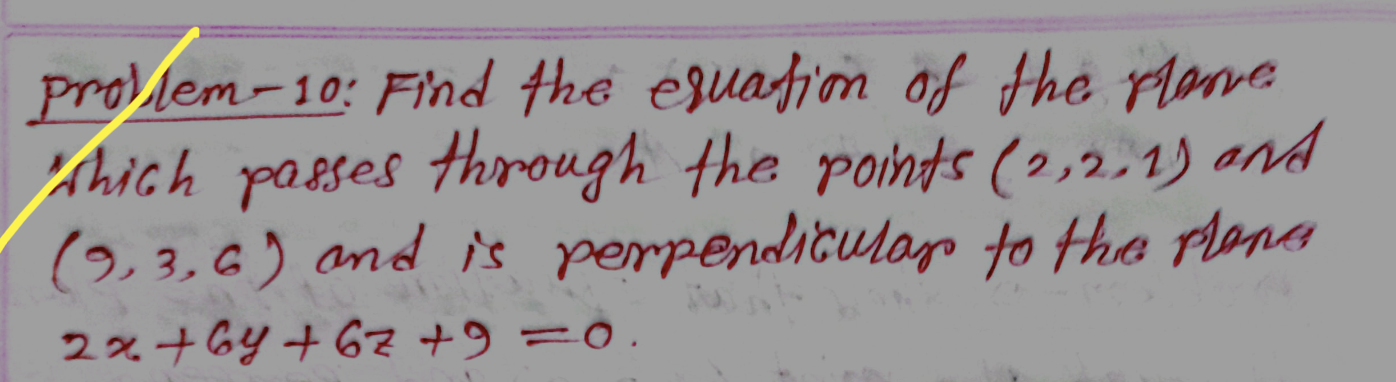 Problem-10: Find the equation of the plane
which passes through the points (2,2,1) and
(9,3,6) and is perpendicular to the plane
2x+6y+6z+9=0.